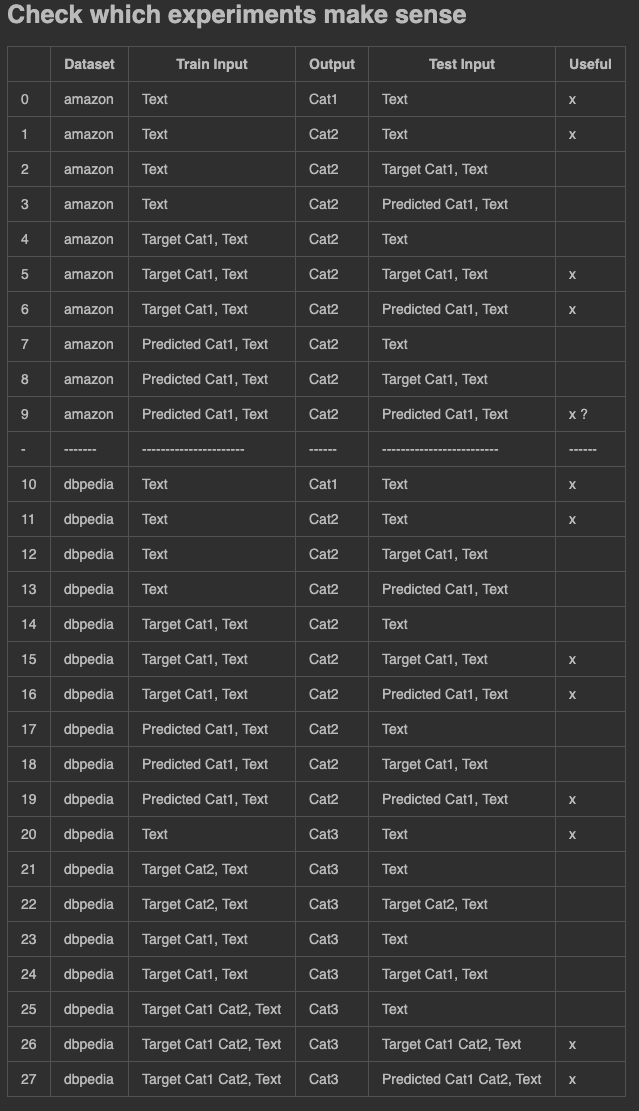 Check which experiments make sense
Dataset Train Input Output Test Input Useful
0 amazon Text Cat1 Text x
1 amazon Text Cat2 Text x
2 amazon Text Cat2 Target Cat1, Text
3 amazon Text Cat2 Predicted Cat1, Text
4 amazon Target Cat1, Text Cat2 Text
5 amazon Target Cat1, Text Cat2 Target Cat1, Text x
6 amazon Target Cat1, Text Cat2 Predicted Cat1, Text x
7 amazon Predicted Cat1, Text Cat2 Text
8 amazon Predicted Cat1, Text Cat2 Target Cat1, Text
9 amazon Predicted Cat1, Text Cat2 Predicted Cat1, Text x ?
- ------- ---------------------- ------ ------------------------- ------
10 dbpedia Text Cat1 Text x
11 dbpedia Text Cat2 Text x
12 dbpedia Text Cat2 Target Cat1, Text
13 dbpedia Text Cat2 Predicted Cat1, Text
14 dbpedia Target Cat1, Text Cat2 Text
15 dbpedia Target Cat1, Text Cat2 Target Cat1, Text x
16 dbpedia Target Cat1, Text Cat2 Predicted Cat1, Text x
17 dbpedia Predicted Cat1, Text Cat2 Text
18 dbpedia Predicted Cat1, Text Cat2 Target Cat1, Text
19 dbpedia Predicted Cat1, Text Cat2 Predicted Cat1, Text x
20 dbpedia Text Cat3 Text x
21 dbpedia Target Cat2, Text Cat3 Text
22 dbpedia Target Cat2, Text Cat3 Target Cat2, Text
23 dbpedia Target Cat1, Text Cat3 Text
24 dbpedia Target Cat1, Text Cat3 Target Cat1, Text
25 dbpedia Target Cat1 Cat2, Text Cat3 Text
26 dbpedia Target Cat1 Cat2, Text Cat3 Target Cat1 Cat2, Text x
27 dbpedia Target Cat1 Cat2, Text Cat3 Predicted Cat1 Cat2, Text x